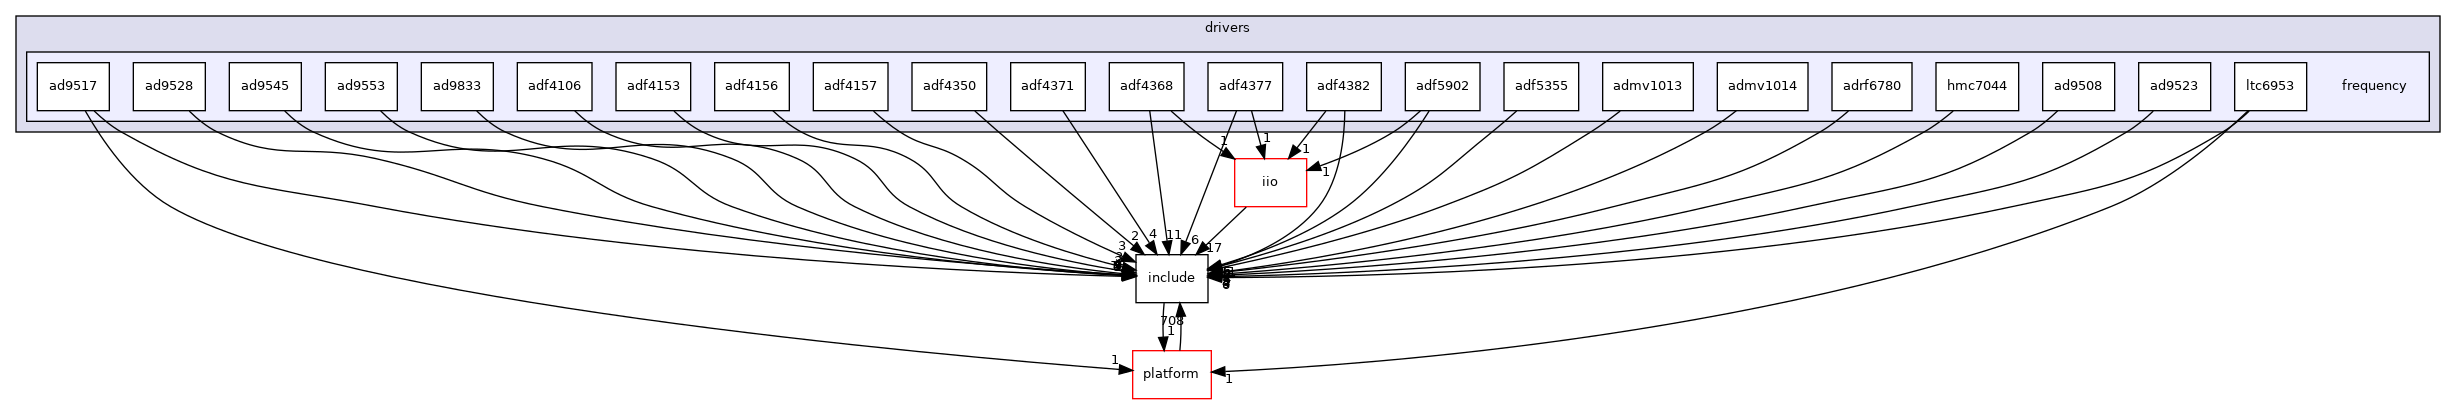 drivers
ad9517
ad9528
ad9545
ad9553
ad9833
adf4106
adf4153
adf4156
adf4157
adf4350
adf4371
adf4368
adf4377
adf4382
adf5902
adf5355
admv1013
admv1014
adrf6780
hmc7044
ad9508
ad9523
ltc6953
frequency
1
1
1
1
iio
2
4
11
6
17
3
include
708
1
1
platform
1